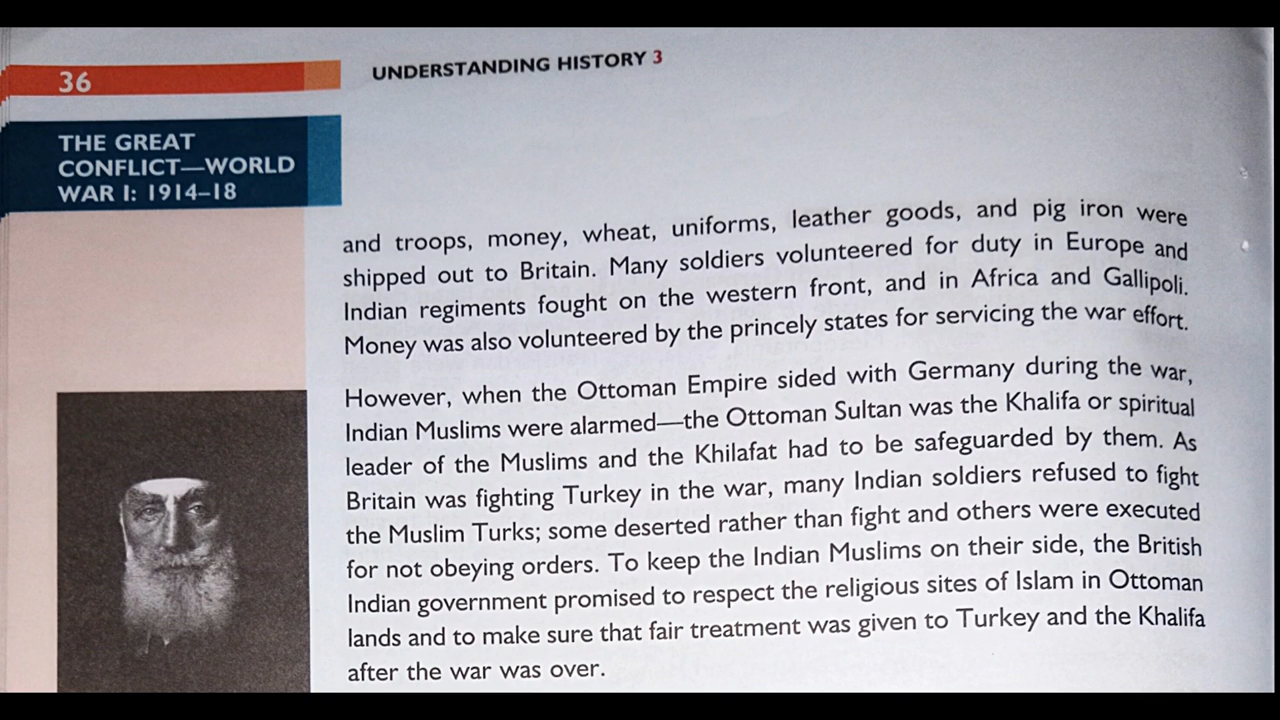 36
UNDERSTANDING HISTORY 3
THE GREAT
CONFLICT—WORLD
WAR I: 1914–18
and troops, money, wheat, uniforms, leather goods, and pig iron were
shipped out to Britain. Many soldiers volunteered for duty in Europe and
Indian regiments fought on the western front, and in Africa and Gallipoli.
Money was also volunteered by the princely states for servicing the war effort.
However, when the Ottoman Empire sided with Germany during the war,
Indian Muslims were alarmed—the Ottoman Sultan was the Khalifa or spiritual
leader of the Muslims and the Khilafat had to be safeguarded by them. As
Britain was fighting Turkey in the war, many Indian soldiers refused to fight
the Muslim Turks; some deserted rather than fight and others were executed
for not obeying orders. To keep the Indian Muslims on their side, the British
Indian government promised to respect the religious sites of Islam in Ottoman
lands and to make sure that fair treatment was given to Turkey and the Khalifa
after the war was over.